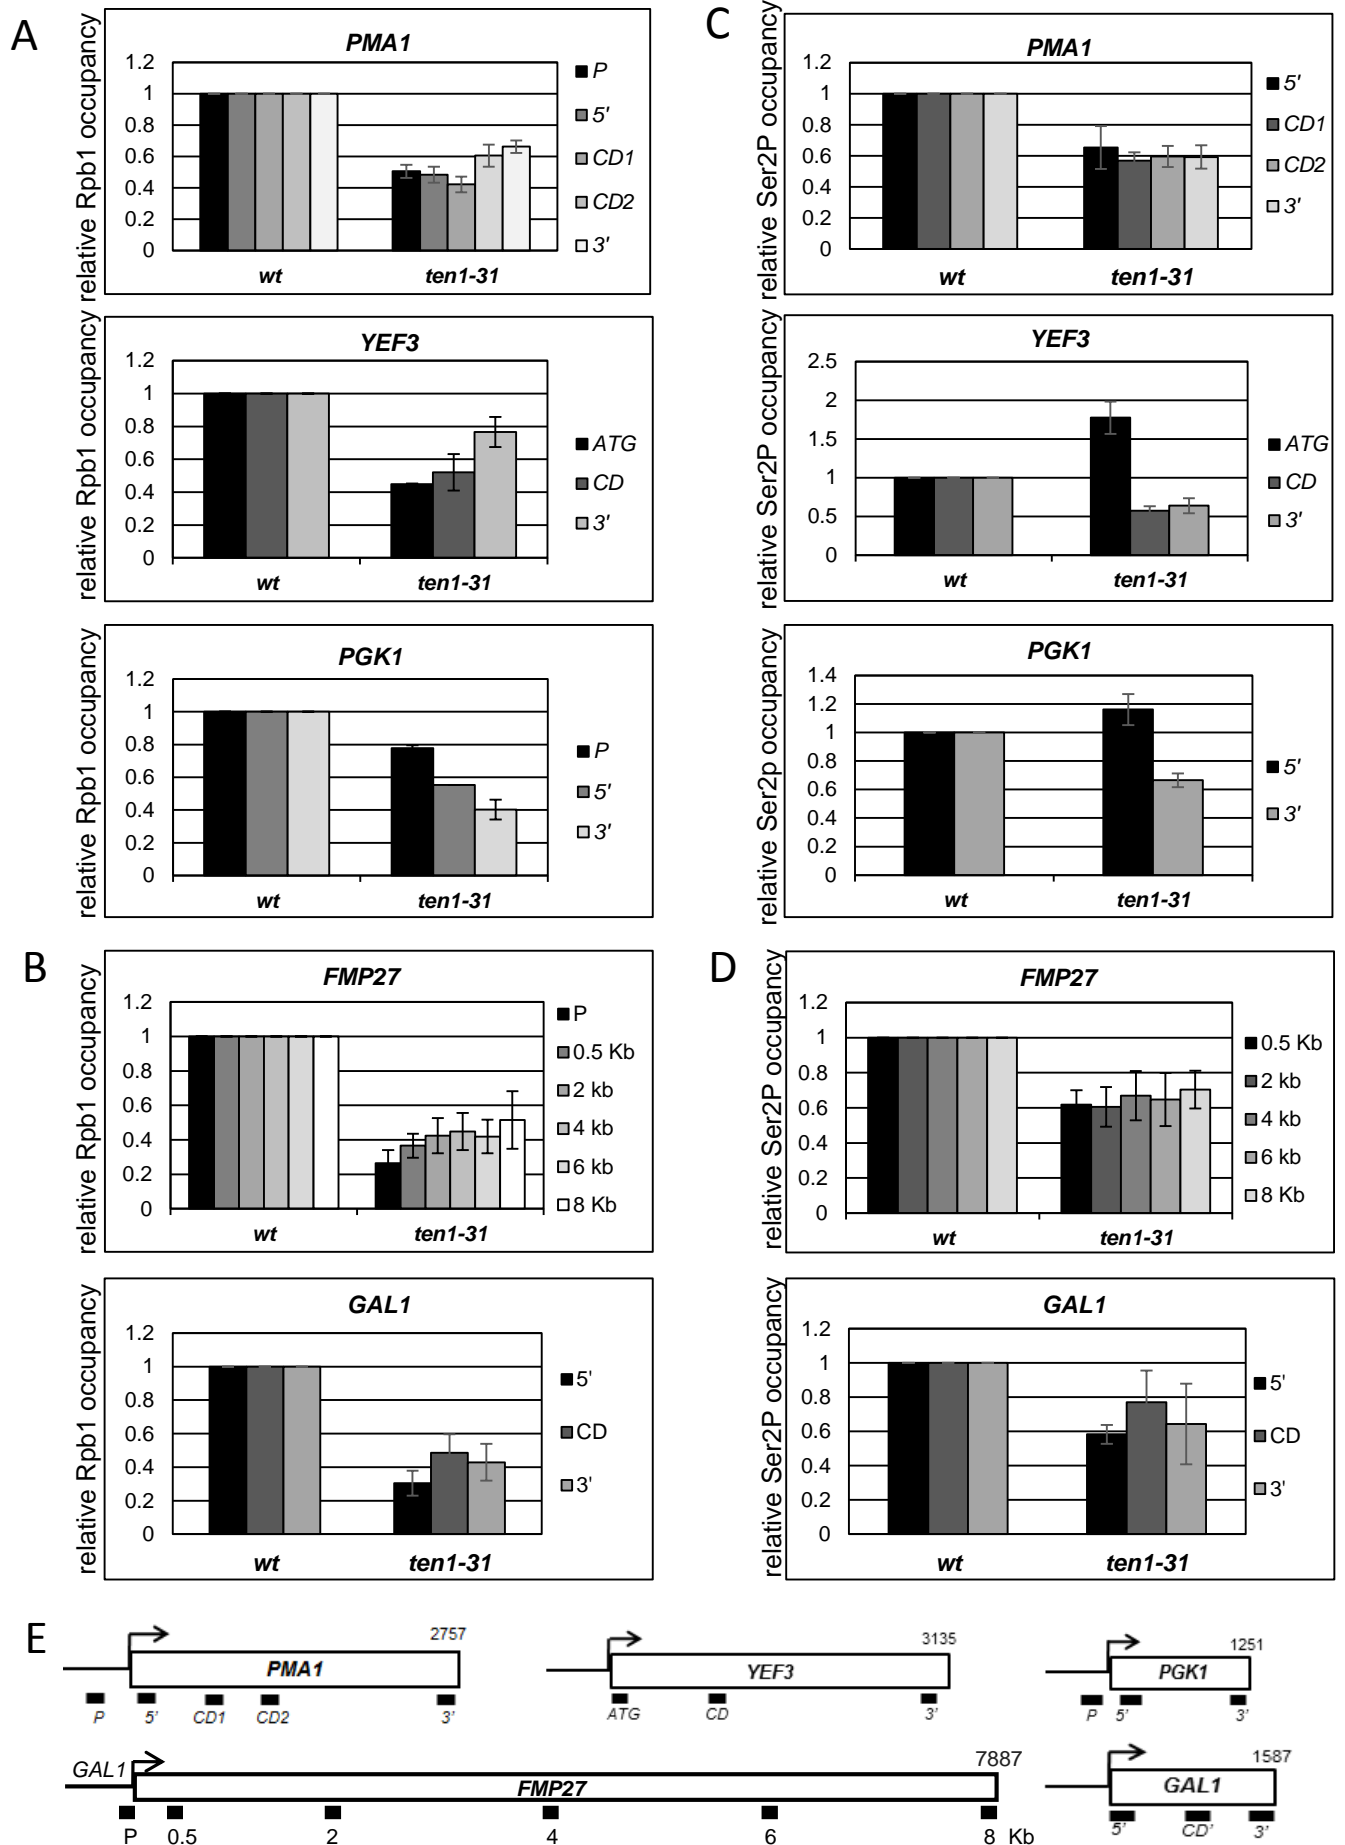 A
PMA1
relative Rpb1 occupancy
1.2
1
0.8
0.6
0.4
0.2
0
wt
ten1-31
P
5'
CD1
CD2
3'
YEF3
relative Rpb1 occupancy
1.2
1
0.8
0.6
0.4
0.2
0
wt
ten1-31
ATG
CD
3'
PGK1
relative Rpb1 occupancy
1.2
1
0.8
0.6
0.4
0.2
0
wt
ten1-31
P
5'
3'
B
FMP27
relative Rpb1 occupancy
1.2
1
0.8
0.6
0.4
0.2
0
wt
ten1-31
P
0.5 Kb
2 kb
4 kb
6 kb
8 Kb
GAL1
relative Rpb1 occupancy
1.2
1
0.8
0.6
0.4
0.2
0
wt
ten1-31
5'
CD
3'
C
PMA1
relative Ser2P occupancy
1.2
1
0.8
0.6
0.4
0.2
0
wt
ten1-31
5'
CD1
CD2
3'
YEF3
relative Ser2P occupancy
2.5
2
1.5
1
0.5
0
wt
ten1-31
ATG
CD
3'
PGK1
relative Ser2p occupancy
1.4
1.2
1
0.8
0.6
0.4
0.2
0
wt
ten1-31
5'
3'
D
FMP27
relative Ser2P occupancy
1.2
1
0.8
0.6
0.4
0.2
0
wt
ten1-31
0.5 Kb
2 kb
4 kb
6 kb
8 Kb
GAL1
relative Ser2P occupancy
1.2
1
0.8
0.6
0.4
0.2
0
wt
ten1-31
5'
CD
3'
E
2757
PMA1
P 5' CD1 CD2 3'
3135
YEF3
ATG CD 3'
1251
PGK1
P 5' 3'
GAL1
7887
FMP27
P 0.5 2 4 6 8 Kb
1587
GAL1
5' CD' 3'